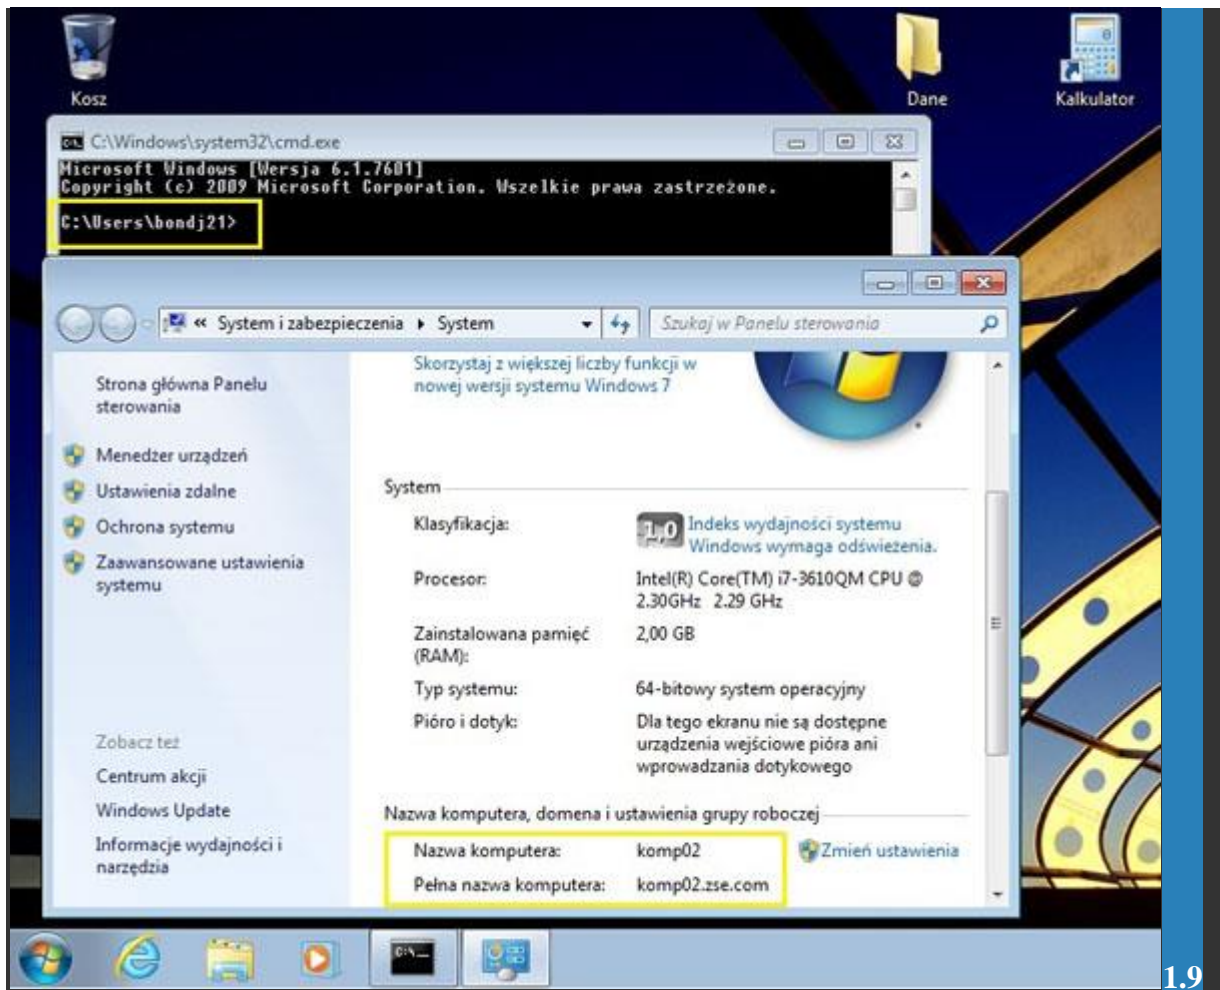 Kosz
Dane
Kalkulator
C:\Windows\system32\cmd.exe
Microsoft Windows [Wersja 6.1.7601]
Copyright (c) 2009 Microsoft Corporation. Wszelkie prawa zastrzeżone.
C:\Users\bondj21>
« System i zabezpieczenia ▸ System
Szukaj w Panelu sterowania
Strona główna Panelu
sterowania
Menedżer urządzeń
Ustawienia zdalne
Ochrona systemu
Zaawansowane ustawienia
systemu
Zobacz też
Centrum akcji
Windows Update
Informacje wydajności i
narzędzia
Skorzystaj z większej liczby funkcji w
nowej wersji systemu Windows 7
System
Klasyfikacja:
1,0
Indeks wydajności systemu
Windows wymaga odświeżenia.
Procesor:
Intel(R) Core(TM) i7-3610QM CPU @
2.30GHz 2.29 GHz
Zainstalowana pamięć
(RAM):
2,00 GB
Typ systemu:
64-bitowy system operacyjny
Pióro i dotyk:
Dla tego ekranu nie są dostępne
urządzenia wejściowe pióra ani
wprowadzania dotykowego
Nazwa komputera, domena i ustawienia grupy roboczej
Nazwa komputera:
komp02
Zmień ustawienia
Pełna nazwa komputera:
komp02.zse.com
C:\_
1.9